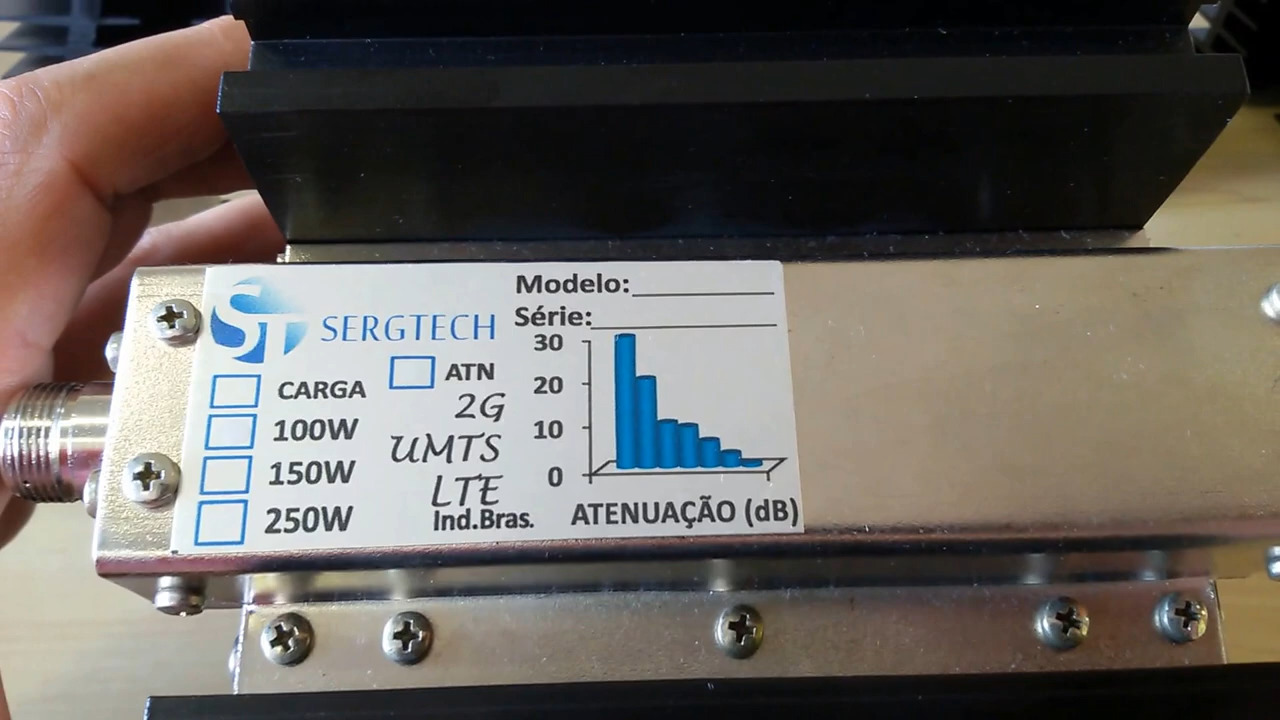 ST SERGTECH
CARGA
100W
150W
250W
ATN
2G
UMTS
LTE
Ind.Bras.
Modelo:
Série:
30
20
10
0
ATENUAÇÃO (dB)